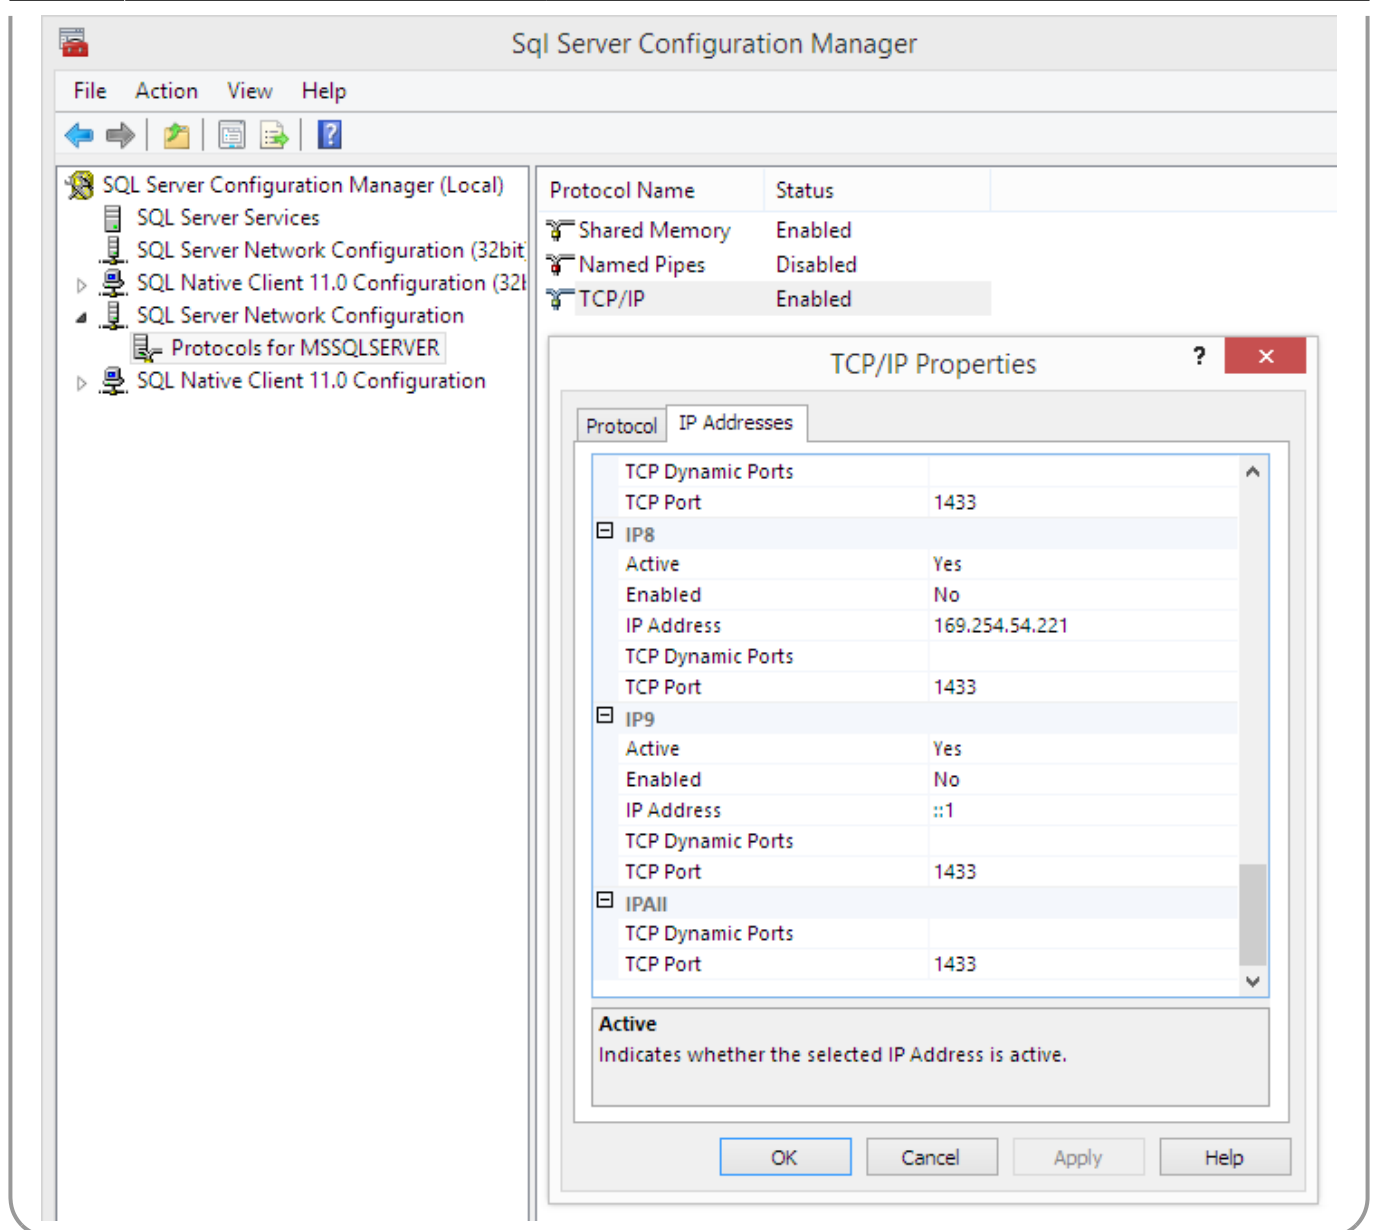 Sql Server Configuration Manager
File Action View Help
SQL Server Configuration Manager (Local)
SQL Server Services
SQL Server Network Configuration (32bit
SQL Native Client 11.0 Configuration (32
SQL Server Network Configuration
Protocols for MSSQLSERVER
SQL Native Client 11.0 Configuration
Protocol Name Status
Shared Memory Enabled
Named Pipes Disabled
TCP/IP Enabled
TCP/IP Properties ?
Protocol IP Addresses
TCP Dynamic Ports
TCP Port 1433
IP8
Active Yes
Enabled No
IP Address 169.254.54.221
TCP Dynamic Ports
TCP Port 1433
IP9
Active Yes
Enabled No
IP Address ::1
TCP Dynamic Ports
TCP Port 1433
IPAll
TCP Dynamic Ports
TCP Port 1433
Active
Indicates whether the selected IP Address is active.
OK Cancel Apply Help